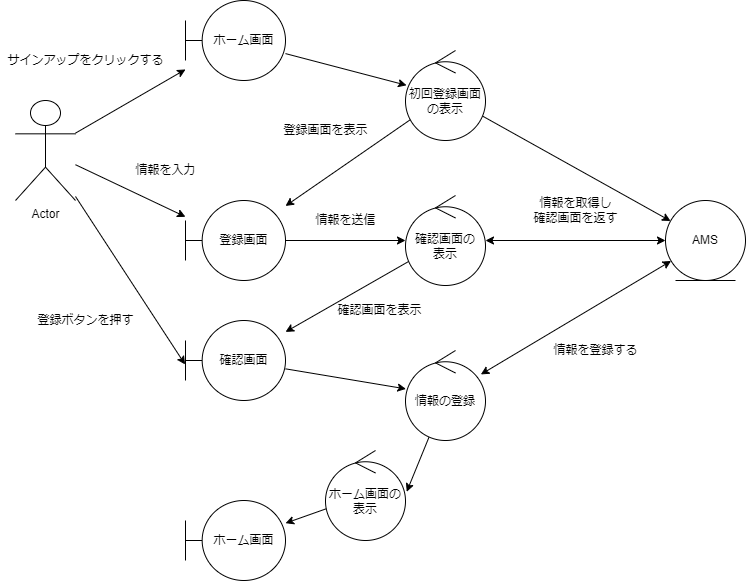 ホーム画面
サインアップをクリックする
初回登録画面
の表示
登録画面を表示
情報を入力
Actor
登録画面
情報を送信
確認画面の
表示
情報を取得し
確認画面を返す
AMS
確認画面を表示
登録ボタンを押す
確認画面
情報を登録する
情報の登録
ホーム画面の
表示
ホーム画面